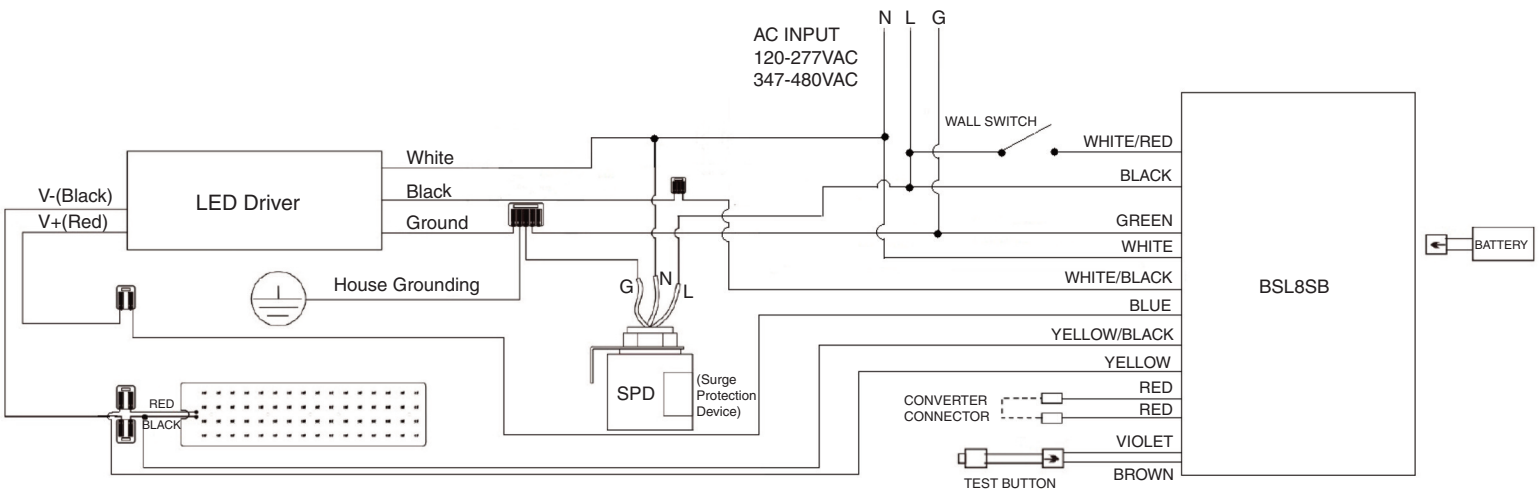 N L G
AC INPUT
120-277VAC
347-480VAC
WALL SWITCH
WHITE/RED
BLACK
GREEN
WHITE
WHITE/BLACK
BLUE
YELLOW/BLACK
YELLOW
RED
RED
VIOLET
BROWN
BSL8SB
BATTERY
White
Black
Ground
LED Driver
V-(Black)
V+(Red)
House Grounding
G
N
L
SPD
(Surge
Protection
Device)
RED
BLACK
CONVERTER
CONNECTOR
TEST BUTTON